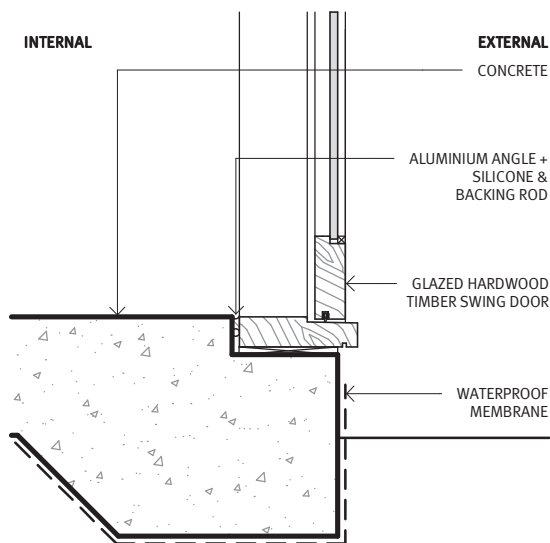 INTERNAL
EXTERNAL
CONCRETE
ALUMINIUM ANGLE +
SILICONE &
BACKING ROD
GLAZED HARDWOOD
TIMBER SWING DOOR
WATERPROOF
MEMBRANE